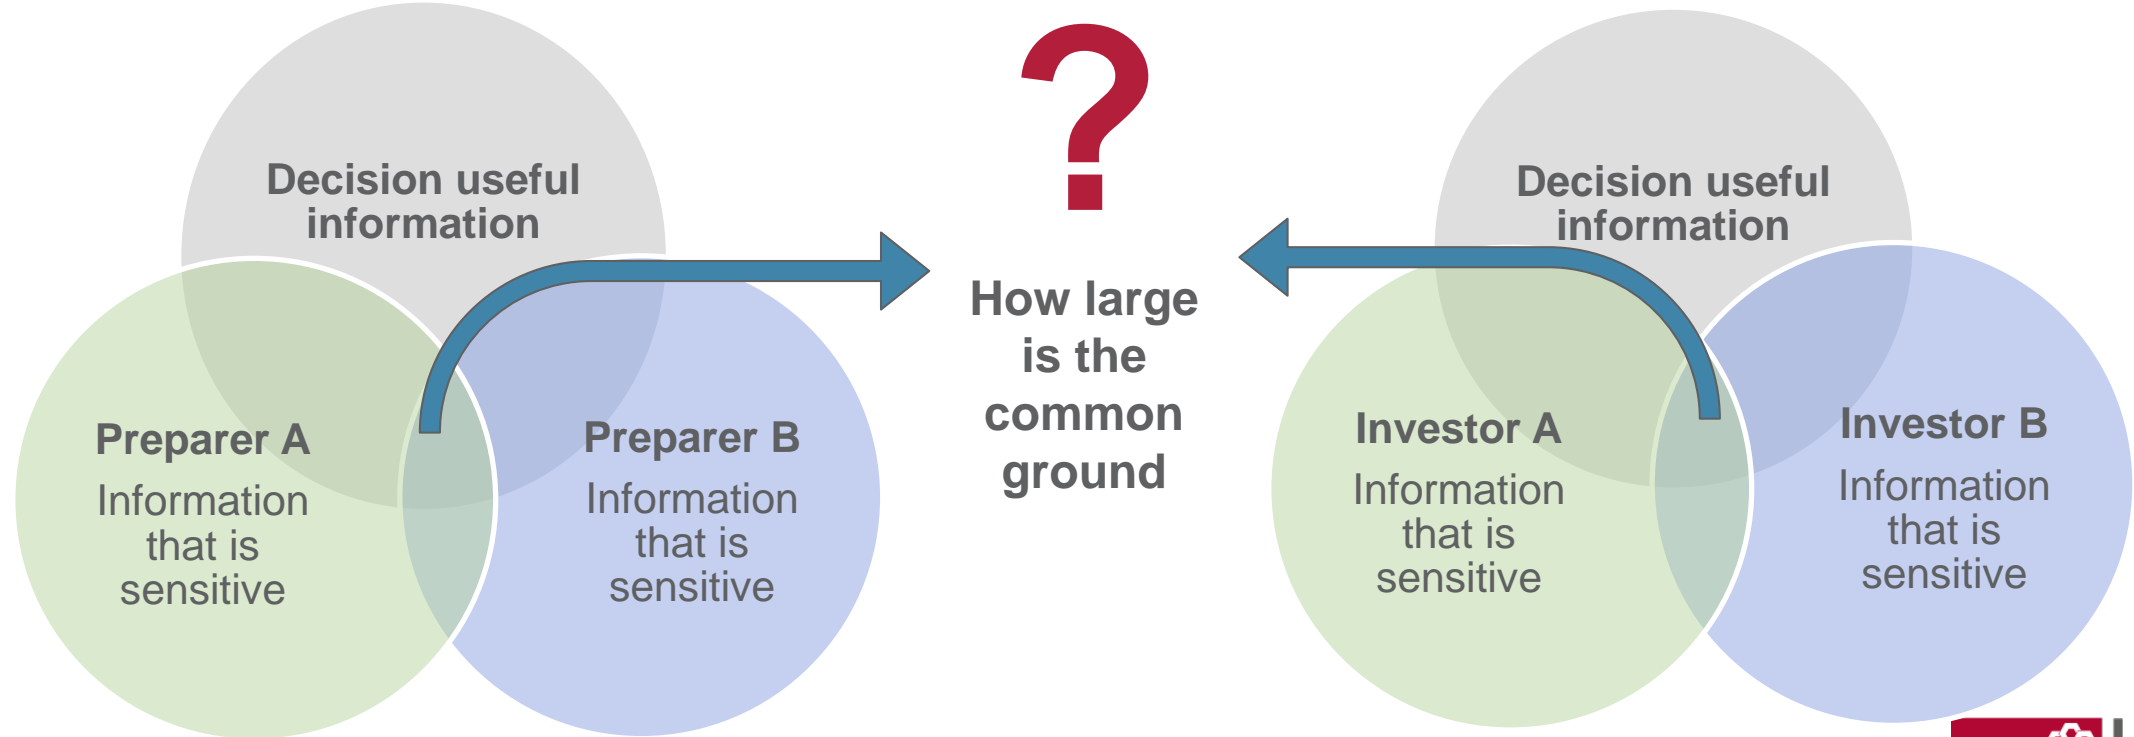 Decision useful
information
Preparer A
Information
that is
sensitive
Preparer B
Information
that is
sensitive
?
How large
is the
common
ground
Decision useful
information
Investor A
Information
that is
sensitive
Investor B
Information
that is
sensitive